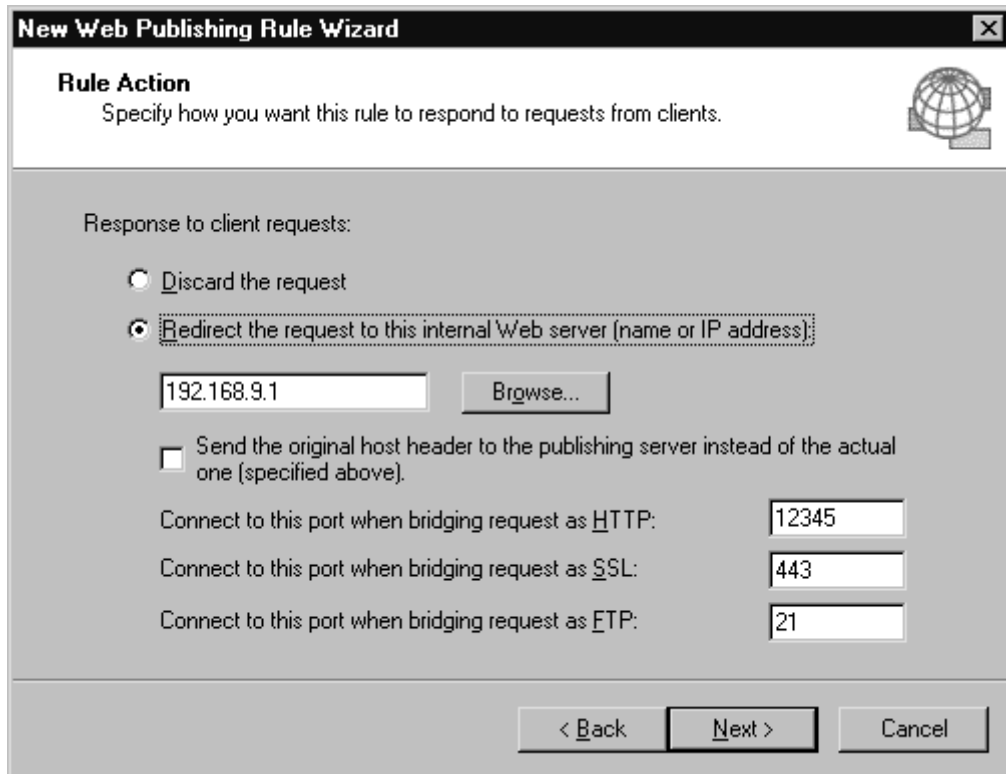 New Web Publishing Rule Wizard
Rule Action
Specify how you want this rule to respond to requests from clients.
Response to client requests:
Discard the request
Redirect the request to this internal Web server (name or IP address):
192.168.9.1
Browse...
Send the original host header to the publishing server instead of the actual
one (specified above).
Connect to this port when bridging request as HTTP:
12345
Connect to this port when bridging request as SSL:
443
Connect to this port when bridging request as FTP:
21
< Back
Next >
Cancel